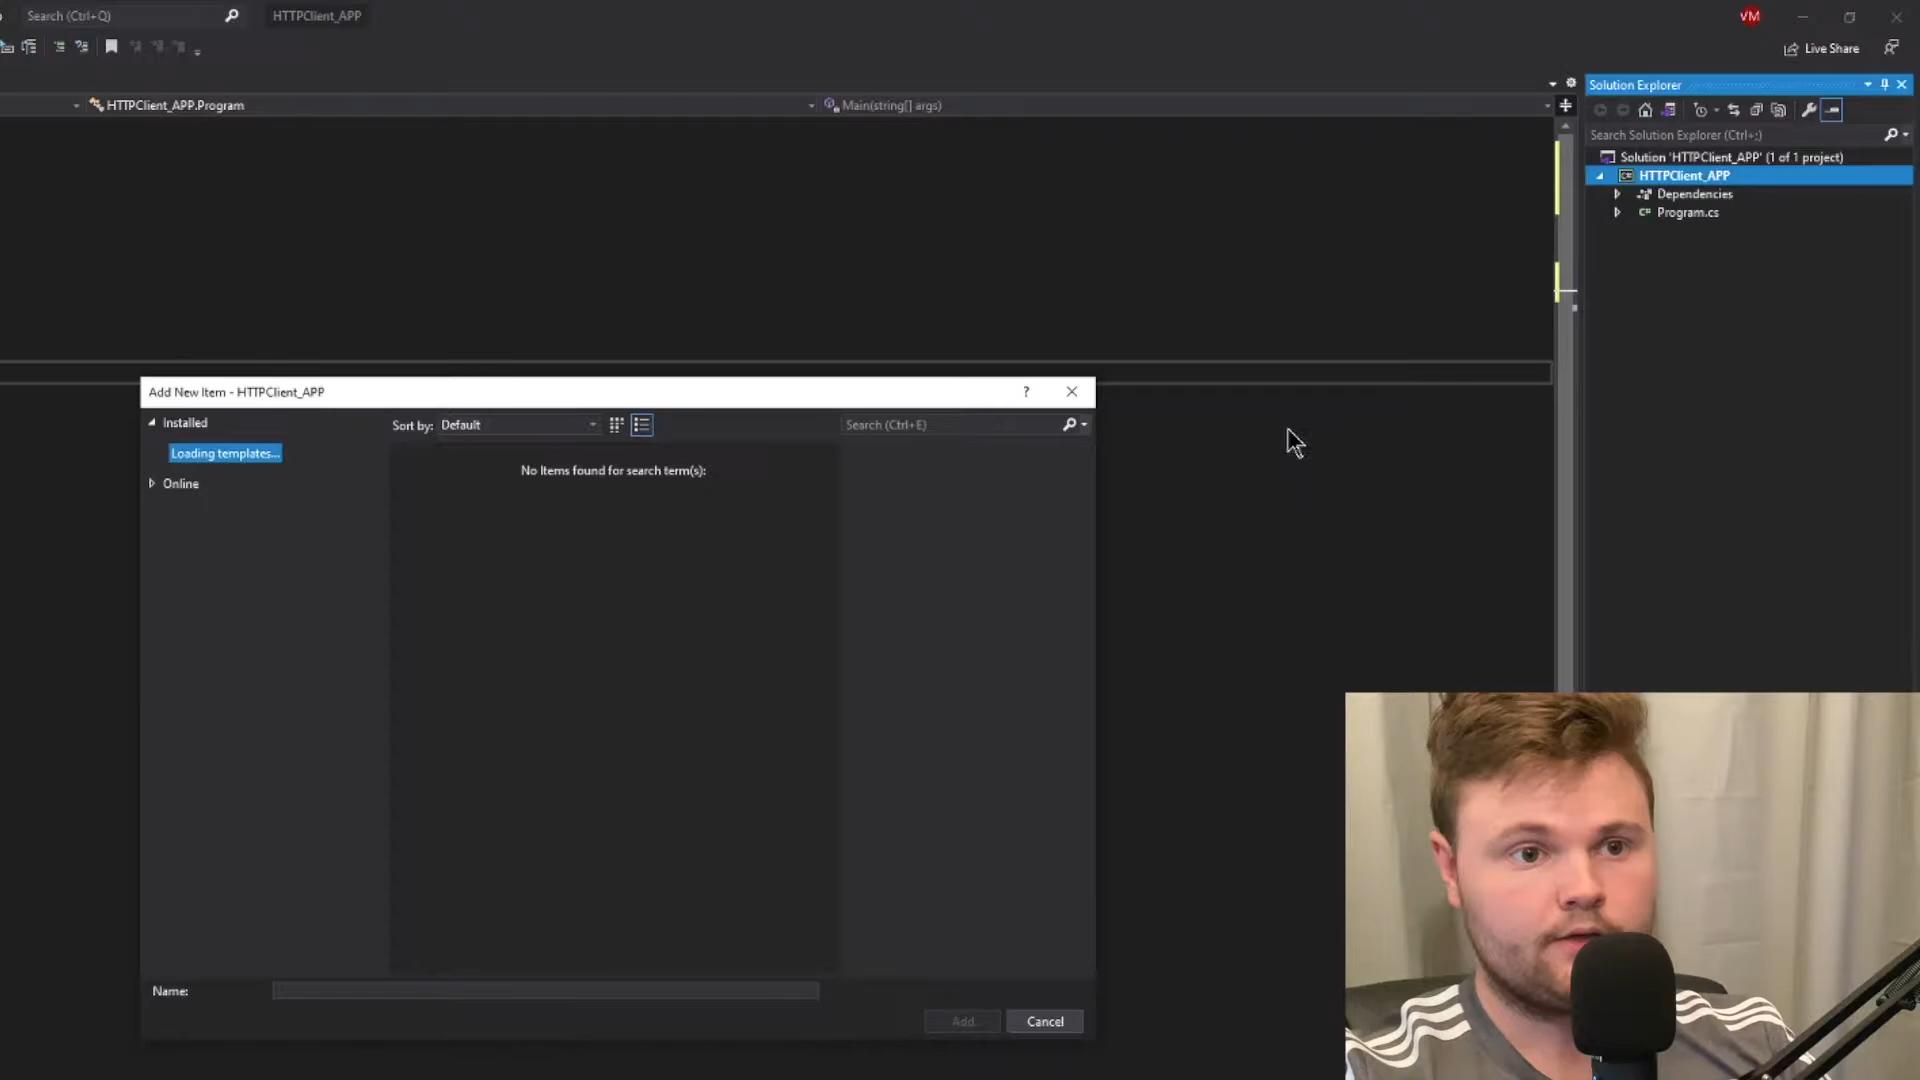 Search (Ctrl+Q)
HTTPClient_APP
VM
Live Share
HTTPClient_APP.Program
Main(string[] args)
Solution Explorer
Search Solution Explorer (Ctrl+;)
Solution 'HTTPClient_APP' (1 of 1 project)
C# HTTPClient_APP
Dependencies
C# Program.cs
Add New Item - HTTPClient_APP
?
Installed
Sort by: Default
Search (Ctrl+E)
Loading templates...
No Items found for search term(s):
Online
Name:
Add
Cancel